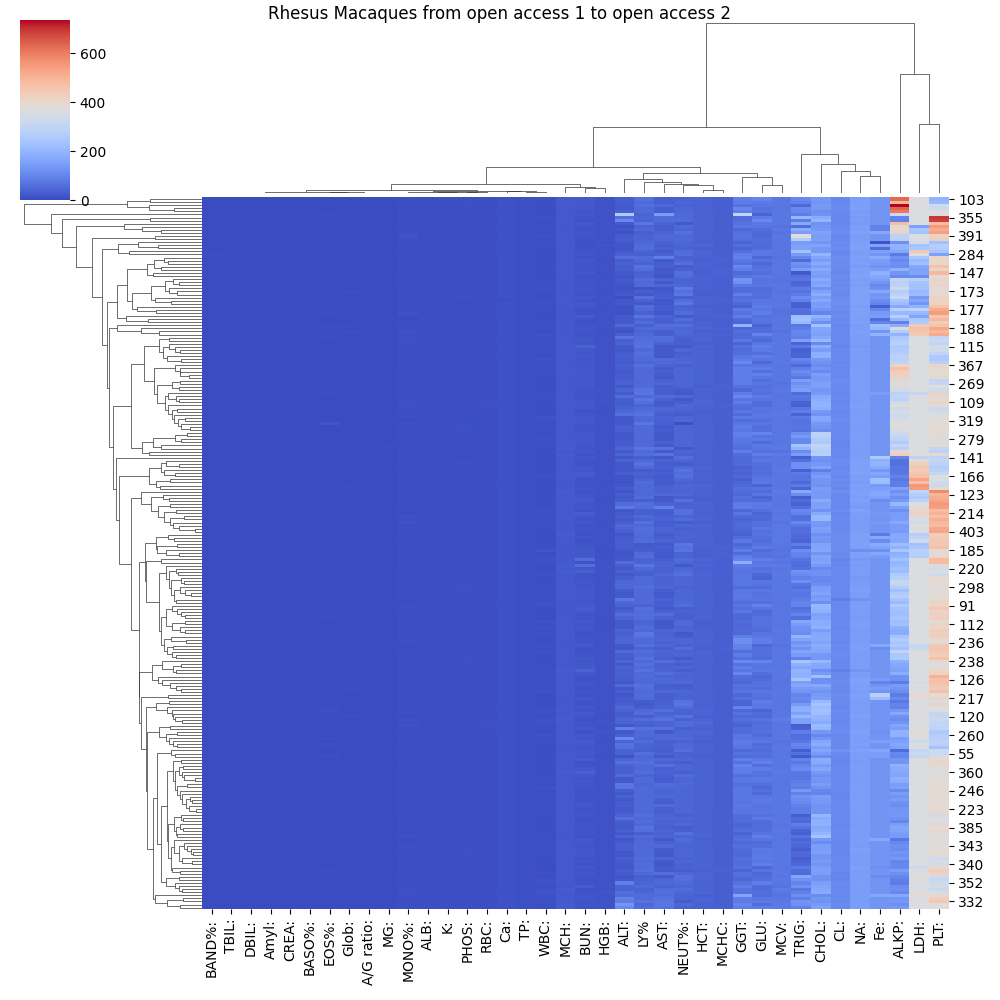 Rhesus Macaques from open access 1 to open access 2
600
400
200
0
103
355
391
284
147
173
177
188
115
367
269
109
319
279
141
166
123
214
403
185
220
298
91
112
236
238
126
217
120
260
55
360
246
223
385
343
340
352
332
BAND%:
TBIL:
DBIL:
Amyl:
CREA:
BASO%:
EOS%:
Glob:
A/G ratio:
MG:
MONO%:
ALB:
K:
PHOS:
RBC:
Ca:
TP:
WBC:
MCH:
BUN:
HGB:
ALT:
LY%
AST:
NEUT%:
HCT:
MCHC:
GGT:
GLU:
MCV:
TRIG:
CHOL:
CL:
NA:
Fe:
ALKP:
LDH:
PLT: